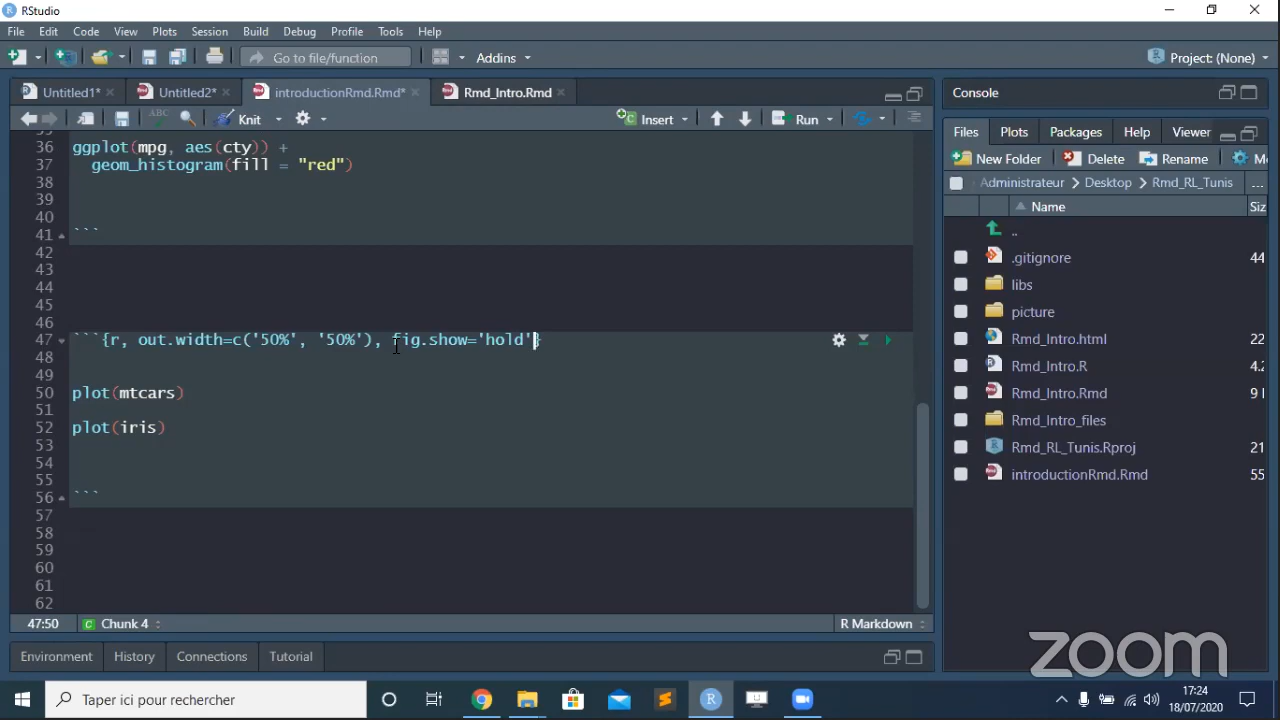 RStudio
File Edit Code View Plots Session Build Debug Profile Tools Help
Go to file/function Addins Project: (None)
Untitled1* Untitled2* introductionRmd.Rmd* Rmd_Intro.Rmd Console
ABC Knit Insert Run
Files Plots Packages Help Viewer
New Folder Delete Rename
Administrateur Desktop Rmd_RL_Tunis ...
Name
..
.gitignore 44
libs
picture
Rmd_Intro.html
Rmd_Intro.R 4.2
Rmd_Intro.Rmd 9
Rmd_Intro_files
Rmd_RL_Tunis.Rproj 21
introductionRmd.Rmd 55
36 ggplot(mpg, aes(cty)) +
37 geom_histogram(fill = "red")
38
39
40
41 ```
42
43
44
45
46
47 ```{r, out.width=c('50%', '50%'), fig.show='hold'}
48
49
50 plot(mtcars)
51
52 plot(iris)
53
54
55
56 ```
57
58
59
60
61
62
47:50 Chunk 4 R Markdown
Environment History Connections Tutorial
zoom
Taper ici pour rechercher
17:24
18/07/2020